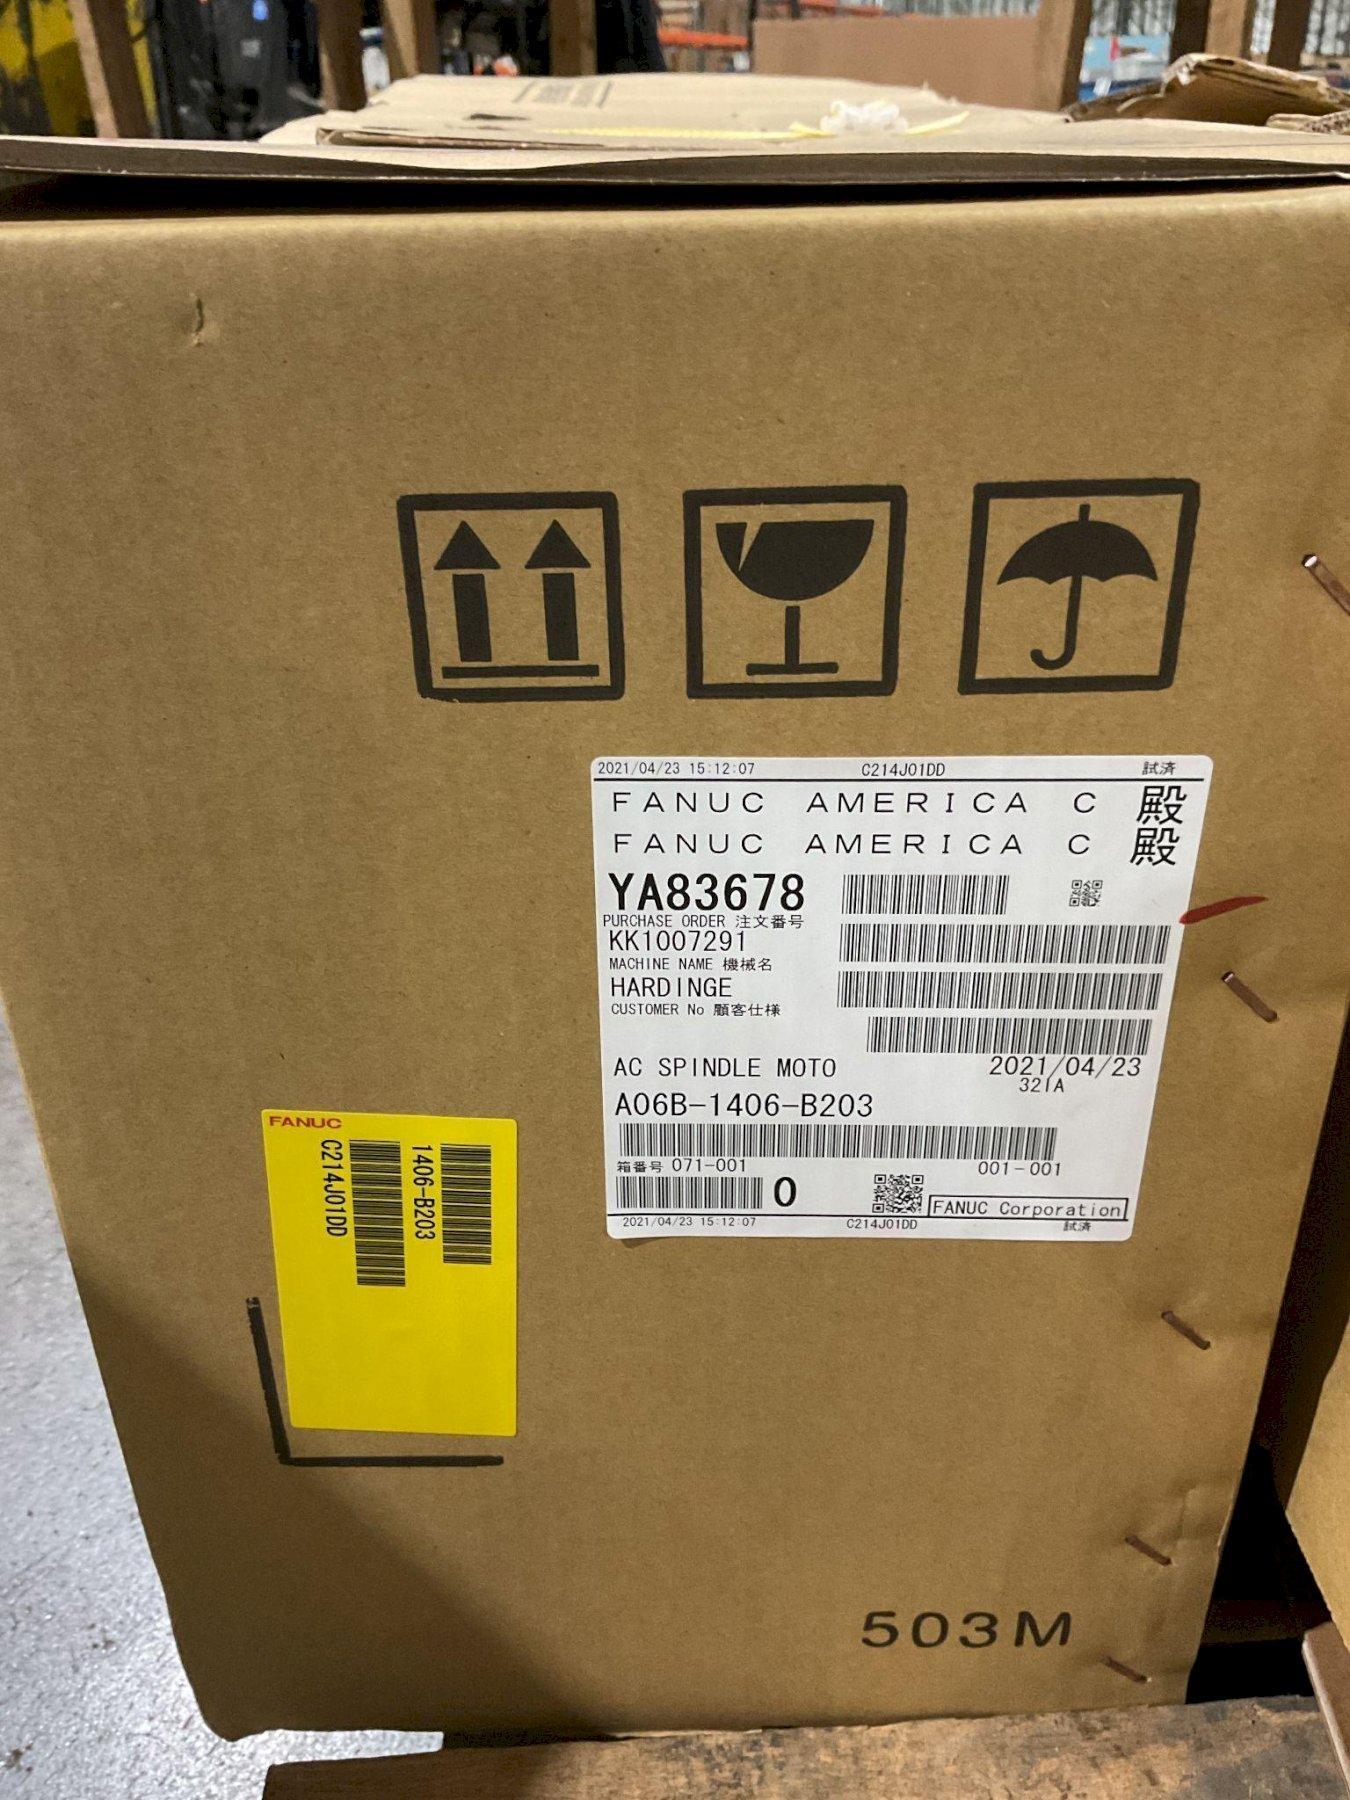 2021/04/23 15:12:07 C214J01DD 試済
FANUC AMERICA C 殿
FANUC AMERICA C 殿
YA83678
PURCHASE ORDER 注文番号
KK1007291
MACHINE NAME 機械名
HARDINGE
CUSTOMER No 顧客仕様
AC SPINDLE MOTO 2021/04/23
321A
A06B-1406-B203
箱番号 071-001 001-001
0
FANUC Corporation
2021/04/23 15:12:07 C214J01DD 試済
FANUC
1406-B203
C214J01DD
503M